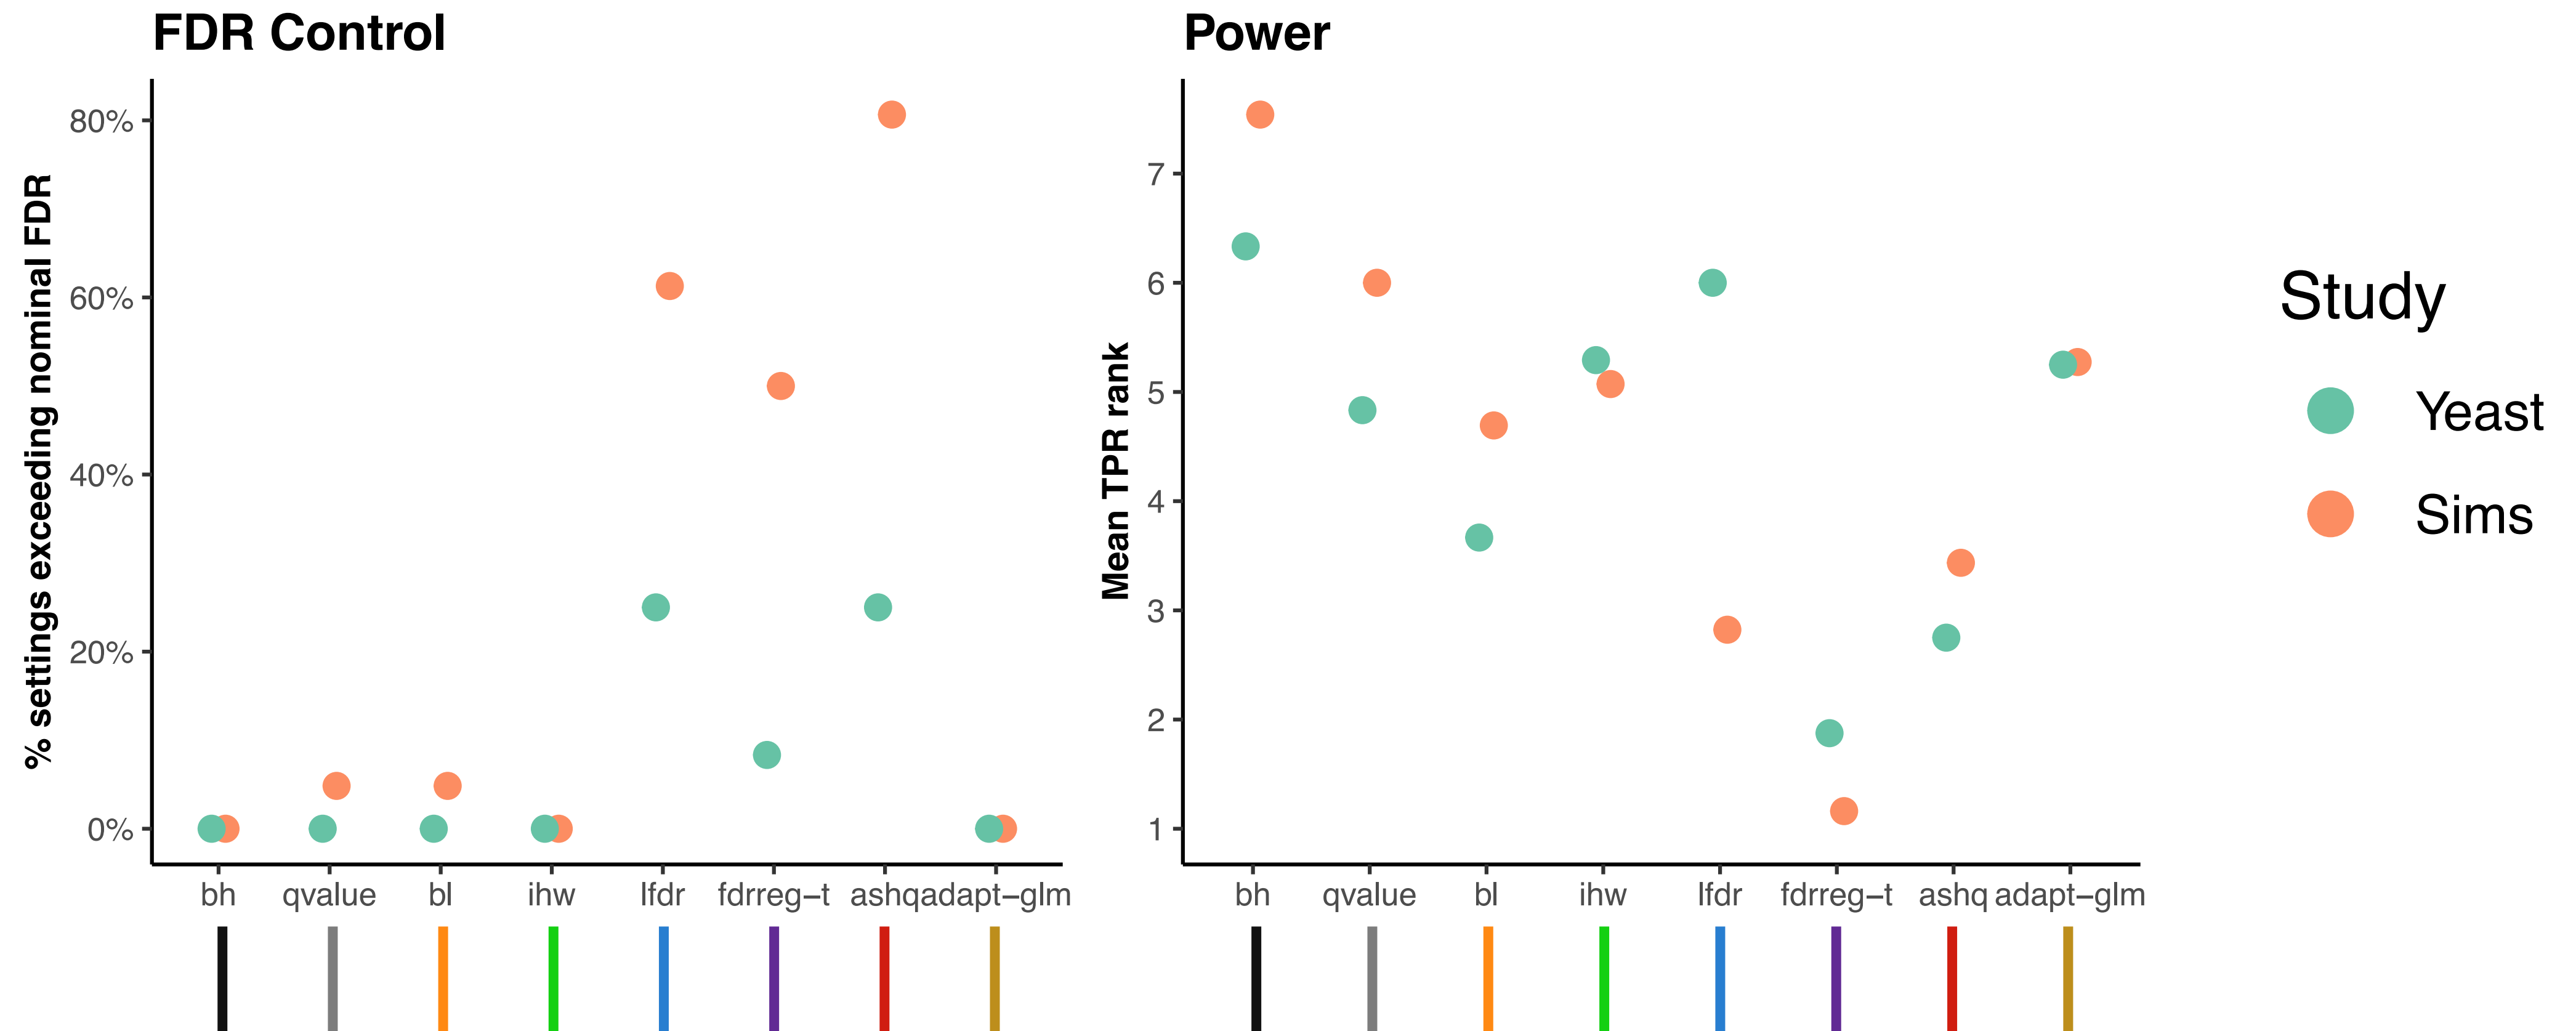 FDR Control
% settings exceeding nominal FDR
80%
60%
40%
20%
0%
bh qvalue bl ihw lfdr fdrreg−t ashq adapt−glm
Power
Mean TPR rank
7
6
5
4
3
2
1
bh qvalue bl ihw lfdr fdrreg−t ashq adapt−glm
Study
Yeast
Sims